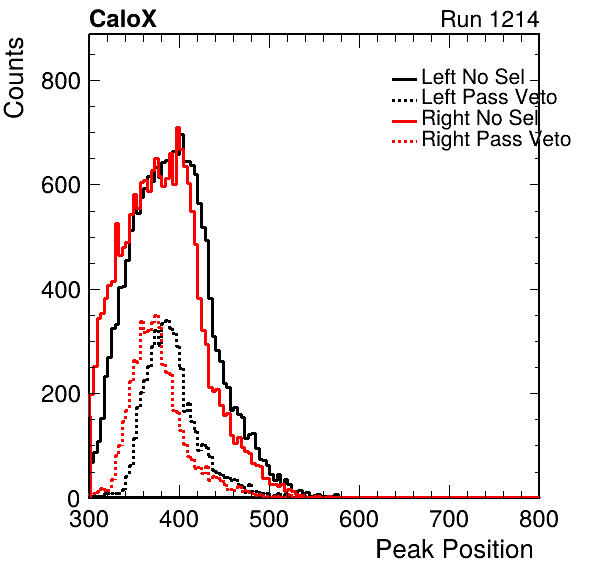 CaloX Run 1214
Counts
800
600
400
200
0
Left No Sel
Left Pass Veto
Right No Sel
Right Pass Veto
300 400 500 600 700 800
Peak Position